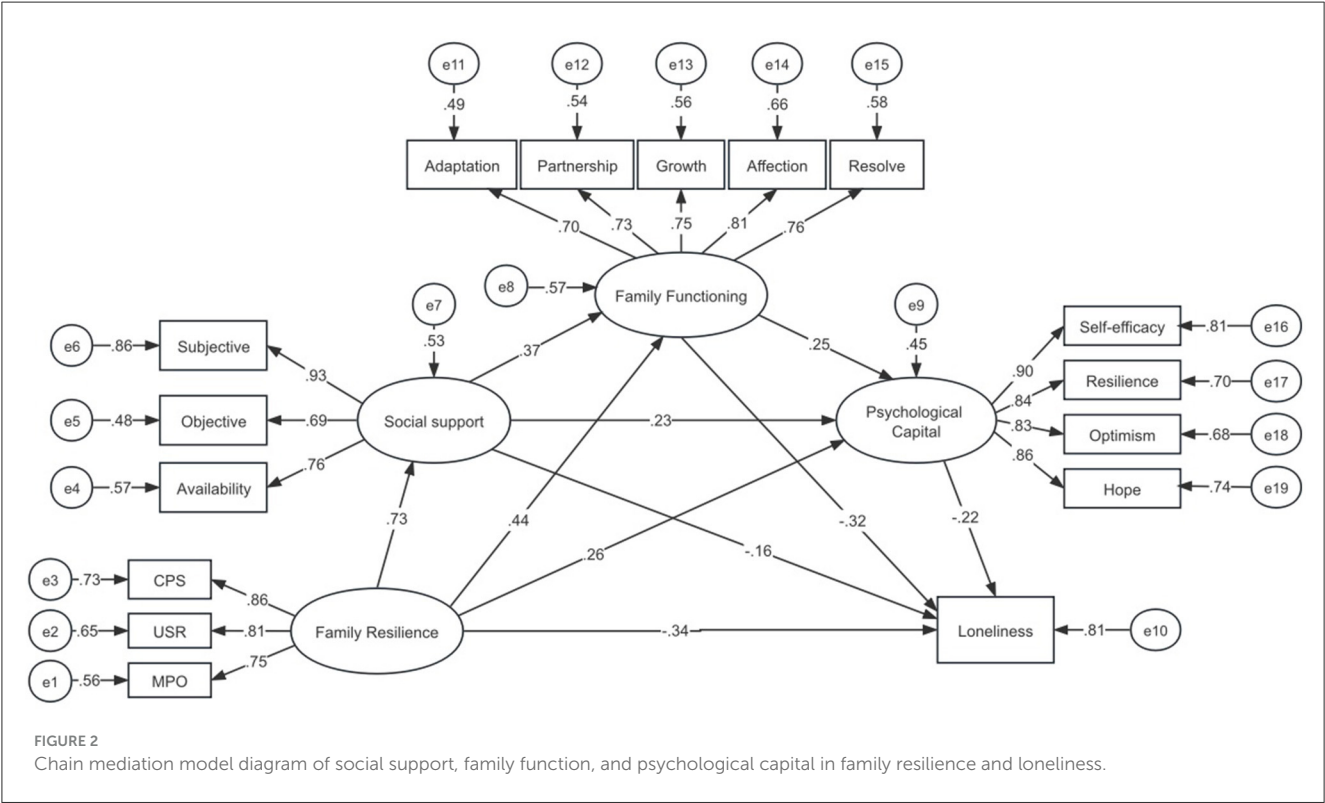 e11 e12 e13 e14 e15
.49 .54 .56 .66 .58
Adaptation Partnership Growth Affection Resolve
.70 .73 .75 .81 .76
e8 .57 Family Functioning
e7 e9
.53 .45
.37 .25
e6 .86 Subjective
.93
e5 .48 Objective .69 Social support .23
e4 .57 Availability .76
Psychological
Capital
.90 Self-efficacy .81 e16
.84 Resilience .70 e17
.83 Optimism .68 e18
.86 Hope .74 e19
.73 .44 -.32 -.22
.26 -.16
e3 .73 CPS .86
e2 .65 USR .81 Family Resilience -.34 Loneliness .81 e10
e1 .56 MPO .75
FIGURE 2
Chain mediation model diagram of social support, family function, and psychological capital in family resilience and loneliness.